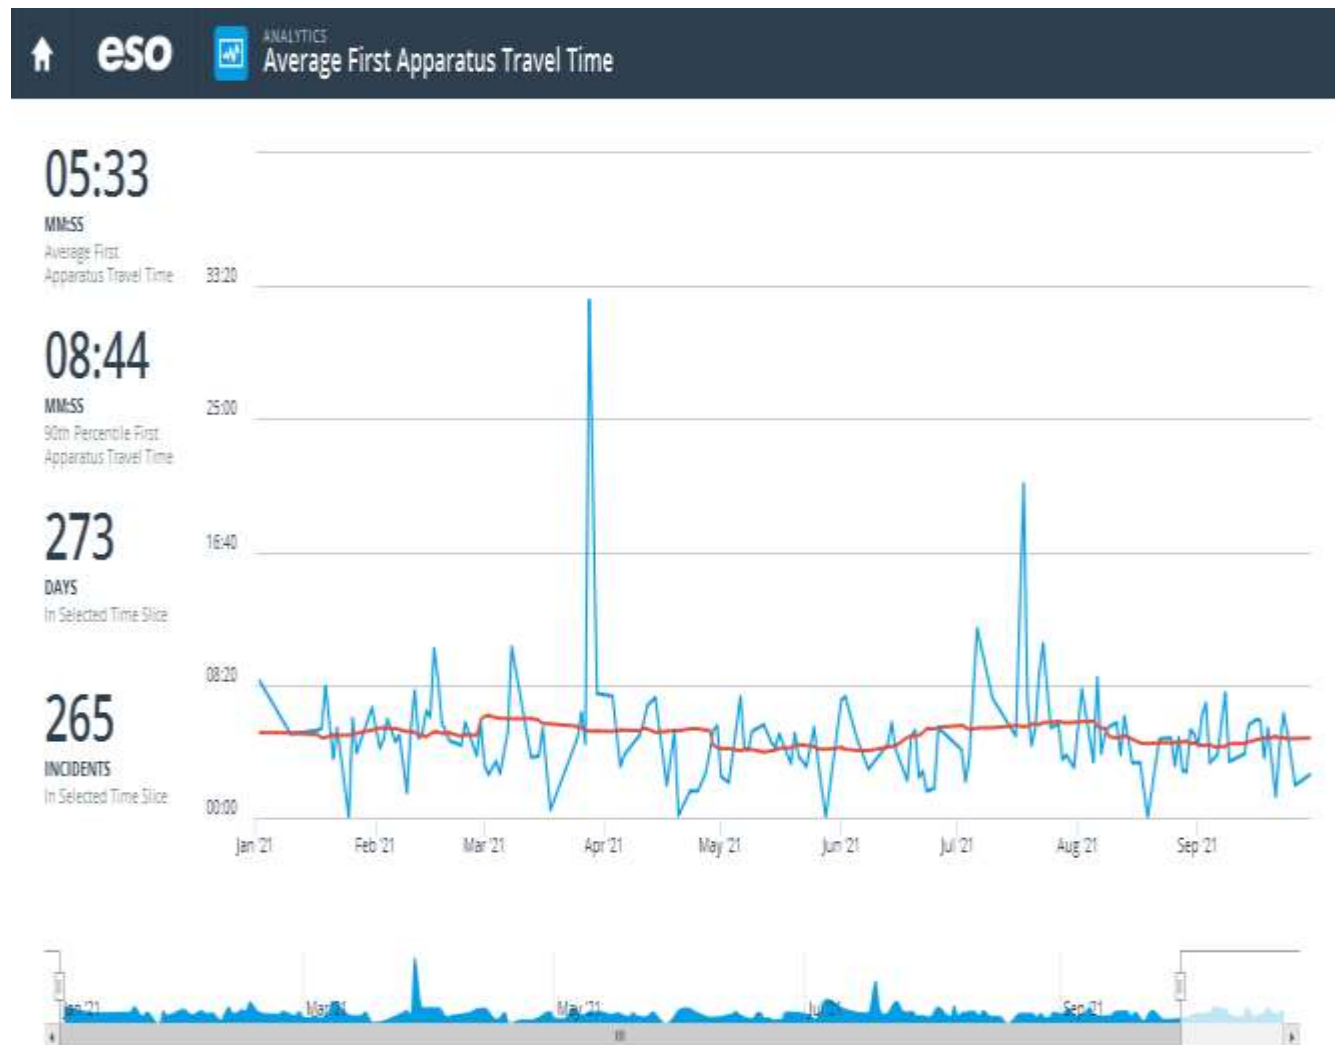 eso
ANALYTICS
Average First Apparatus Travel Time
05:33
MM:SS
Average First
Apparatus Travel Time
08:44
MM:SS
90th Percentile First
Apparatus Travel Time
273
DAYS
In Selected Time Slice
265
INCIDENTS
In Selected Time Slice
33:20
25:00
16:40
08:20
00:00
Jan '21 Feb '21 Mar '21 Apr '21 May '21 Jun '21 Jul '21 Aug '21 Sep '21
Jan '21 Mar '21 May '21 Jul '21 Sep '21